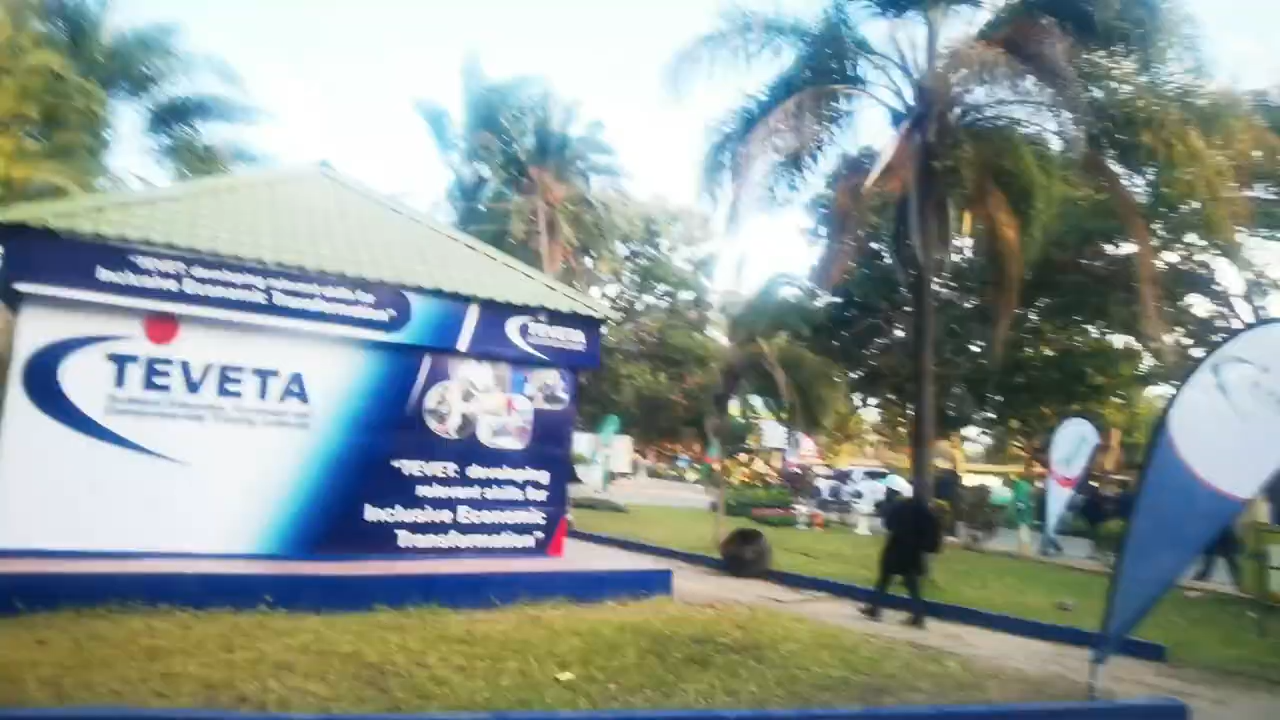 "TEVET: developing relevant skills for
Inclusive Economic Transformation"
TEVETA
TEVETA
"TEVET: developing
relevant skills for
Inclusive Economic
Transformation"